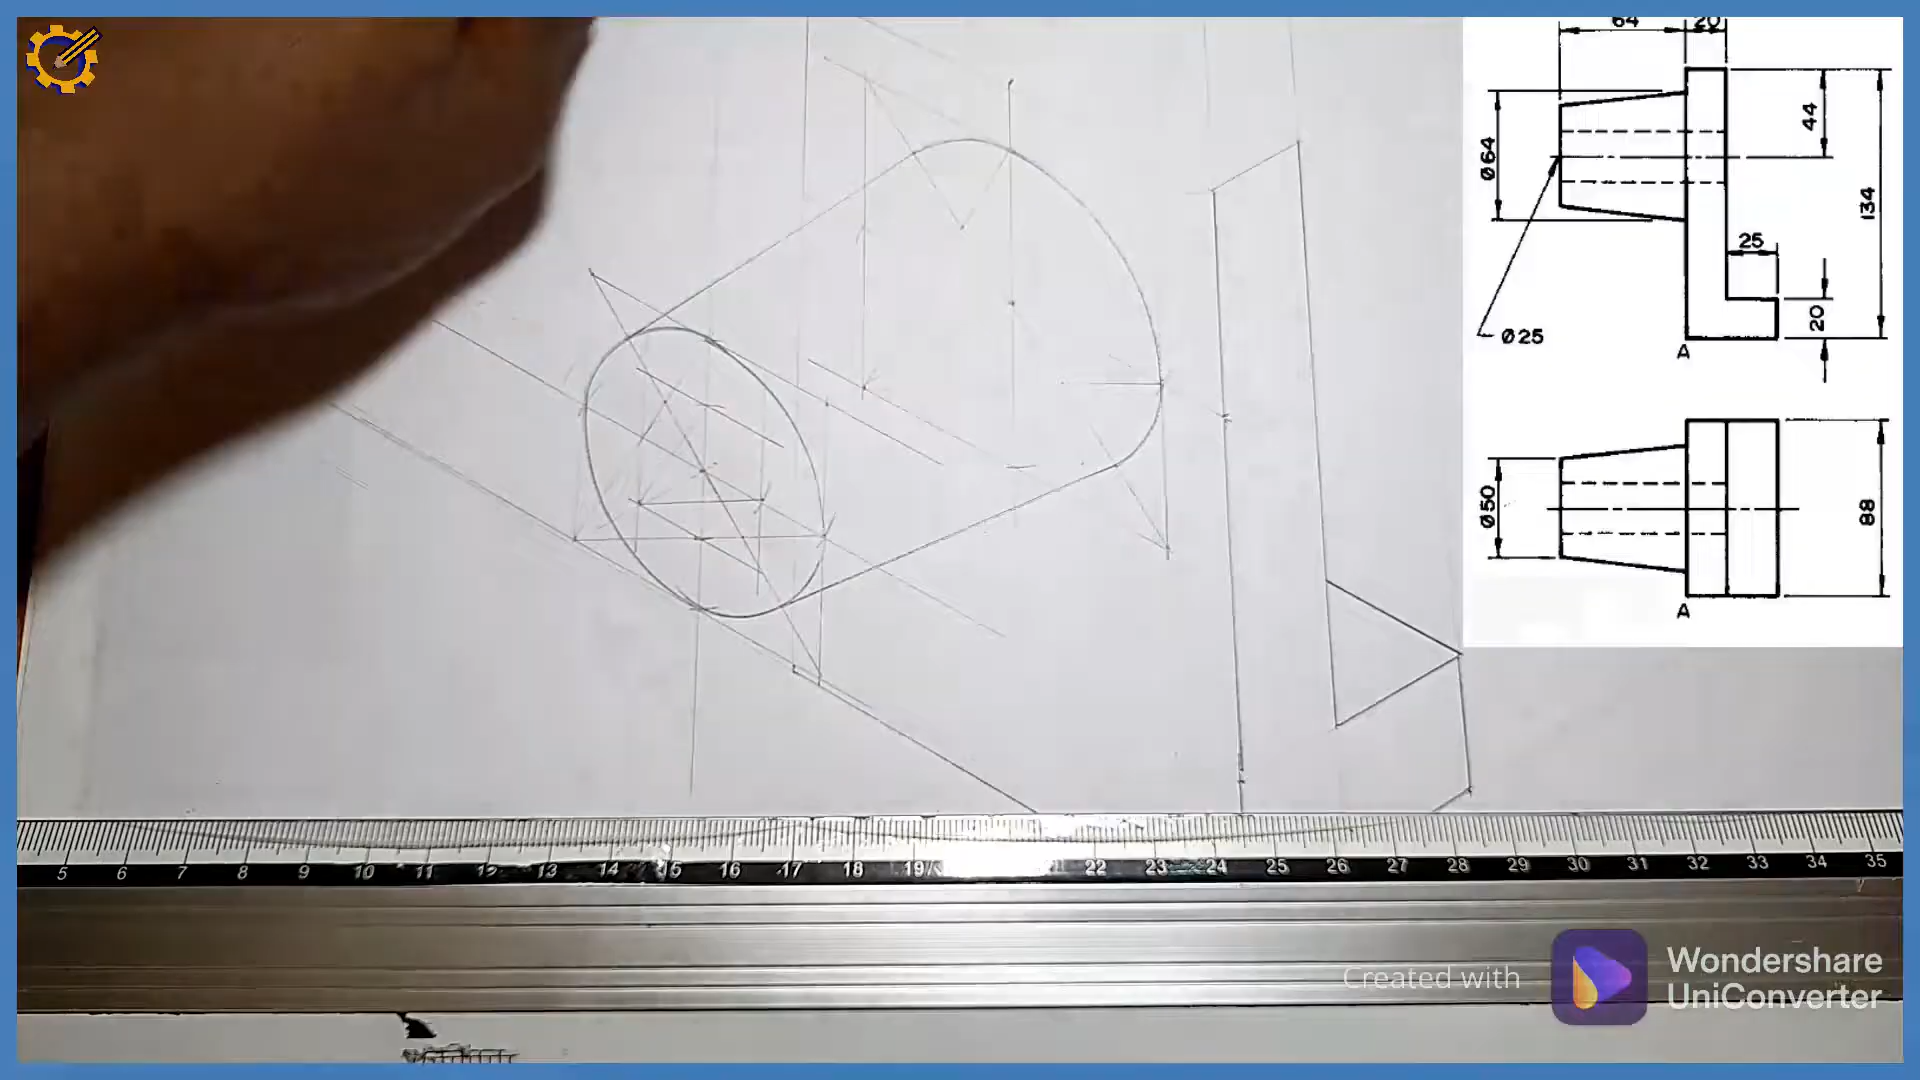 64 20
44
Ø64
134
25
20
Ø25
A
Ø50
88
A
5 6 7 8 9 10 11 12 13 14 15 16 17 18 19 22 23 24 25 26 27 28 29 30 31 32 33 34 35
Created with
Wondershare
UniConverter